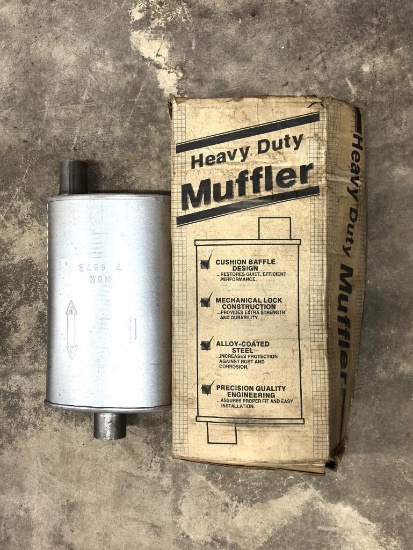 Heavy Duty
Muffler
CUSHION BAFFLE
DESIGN
...RESTORES QUIET, EFFICIENT
PERFORMANCE.
MECHANICAL LOCK
CONSTRUCTION
...PROVIDES EXTRA STRENGTH
AND DURABILITY.
ALLOY-COATED
STEEL
...INCREASES PROTECTION
AGAINST RUST AND
CORROSION.
PRECISION QUALITY
ENGINEERING
...ASSURES PROPER FIT AND EASY
INSTALLATION.
Heavy Duty Muffler